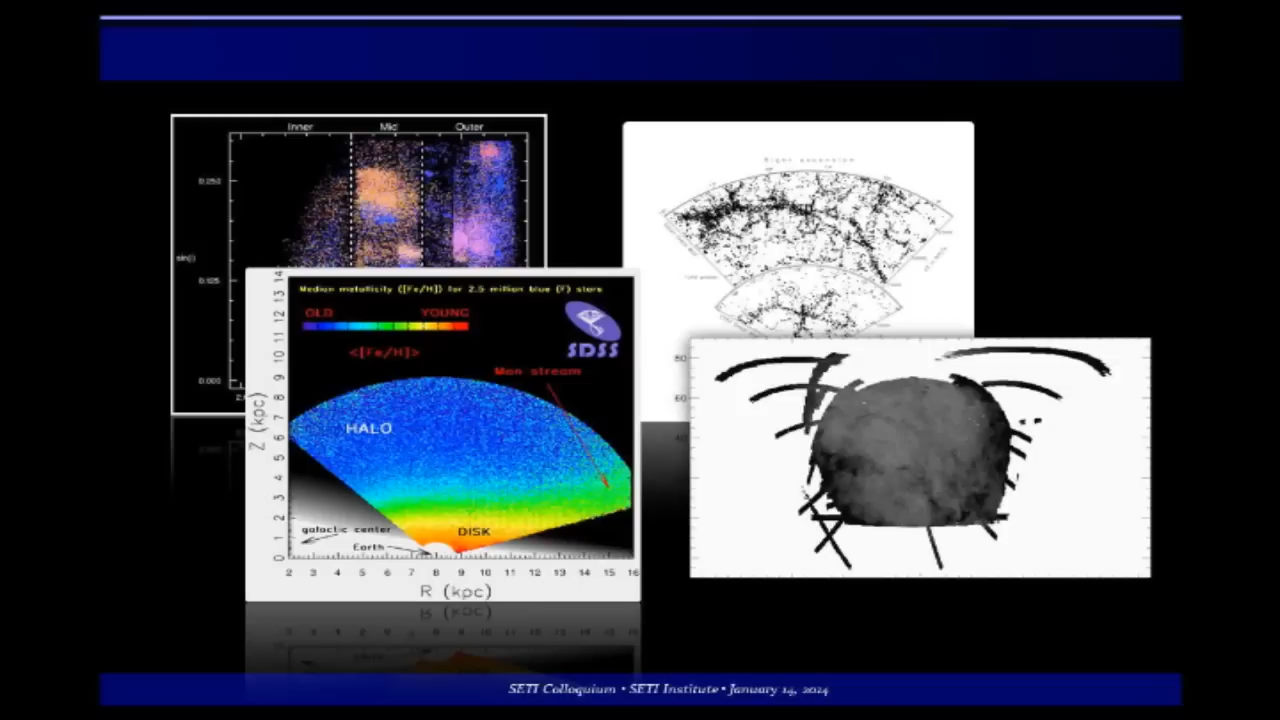 Inner Mid Outer
0.250
sin(i)
0.125
0.000
Right ascension
Median metallicity ([Fe/H]) for 2.5 million blue (F) stars
OLD YOUNG
SDSS
<[Fe/H]>
Mon stream
HALO
DISK
galactic center
Earth
Z (kpc)
0 1 2 3 4 5 6 7 8 9 10 11 12 13 14
2 3 4 5 6 7 8 9 10 11 12 13 14 15 16
R (kpc)
80
60
SETI Colloquium • SETI Institute • January 14, 2014